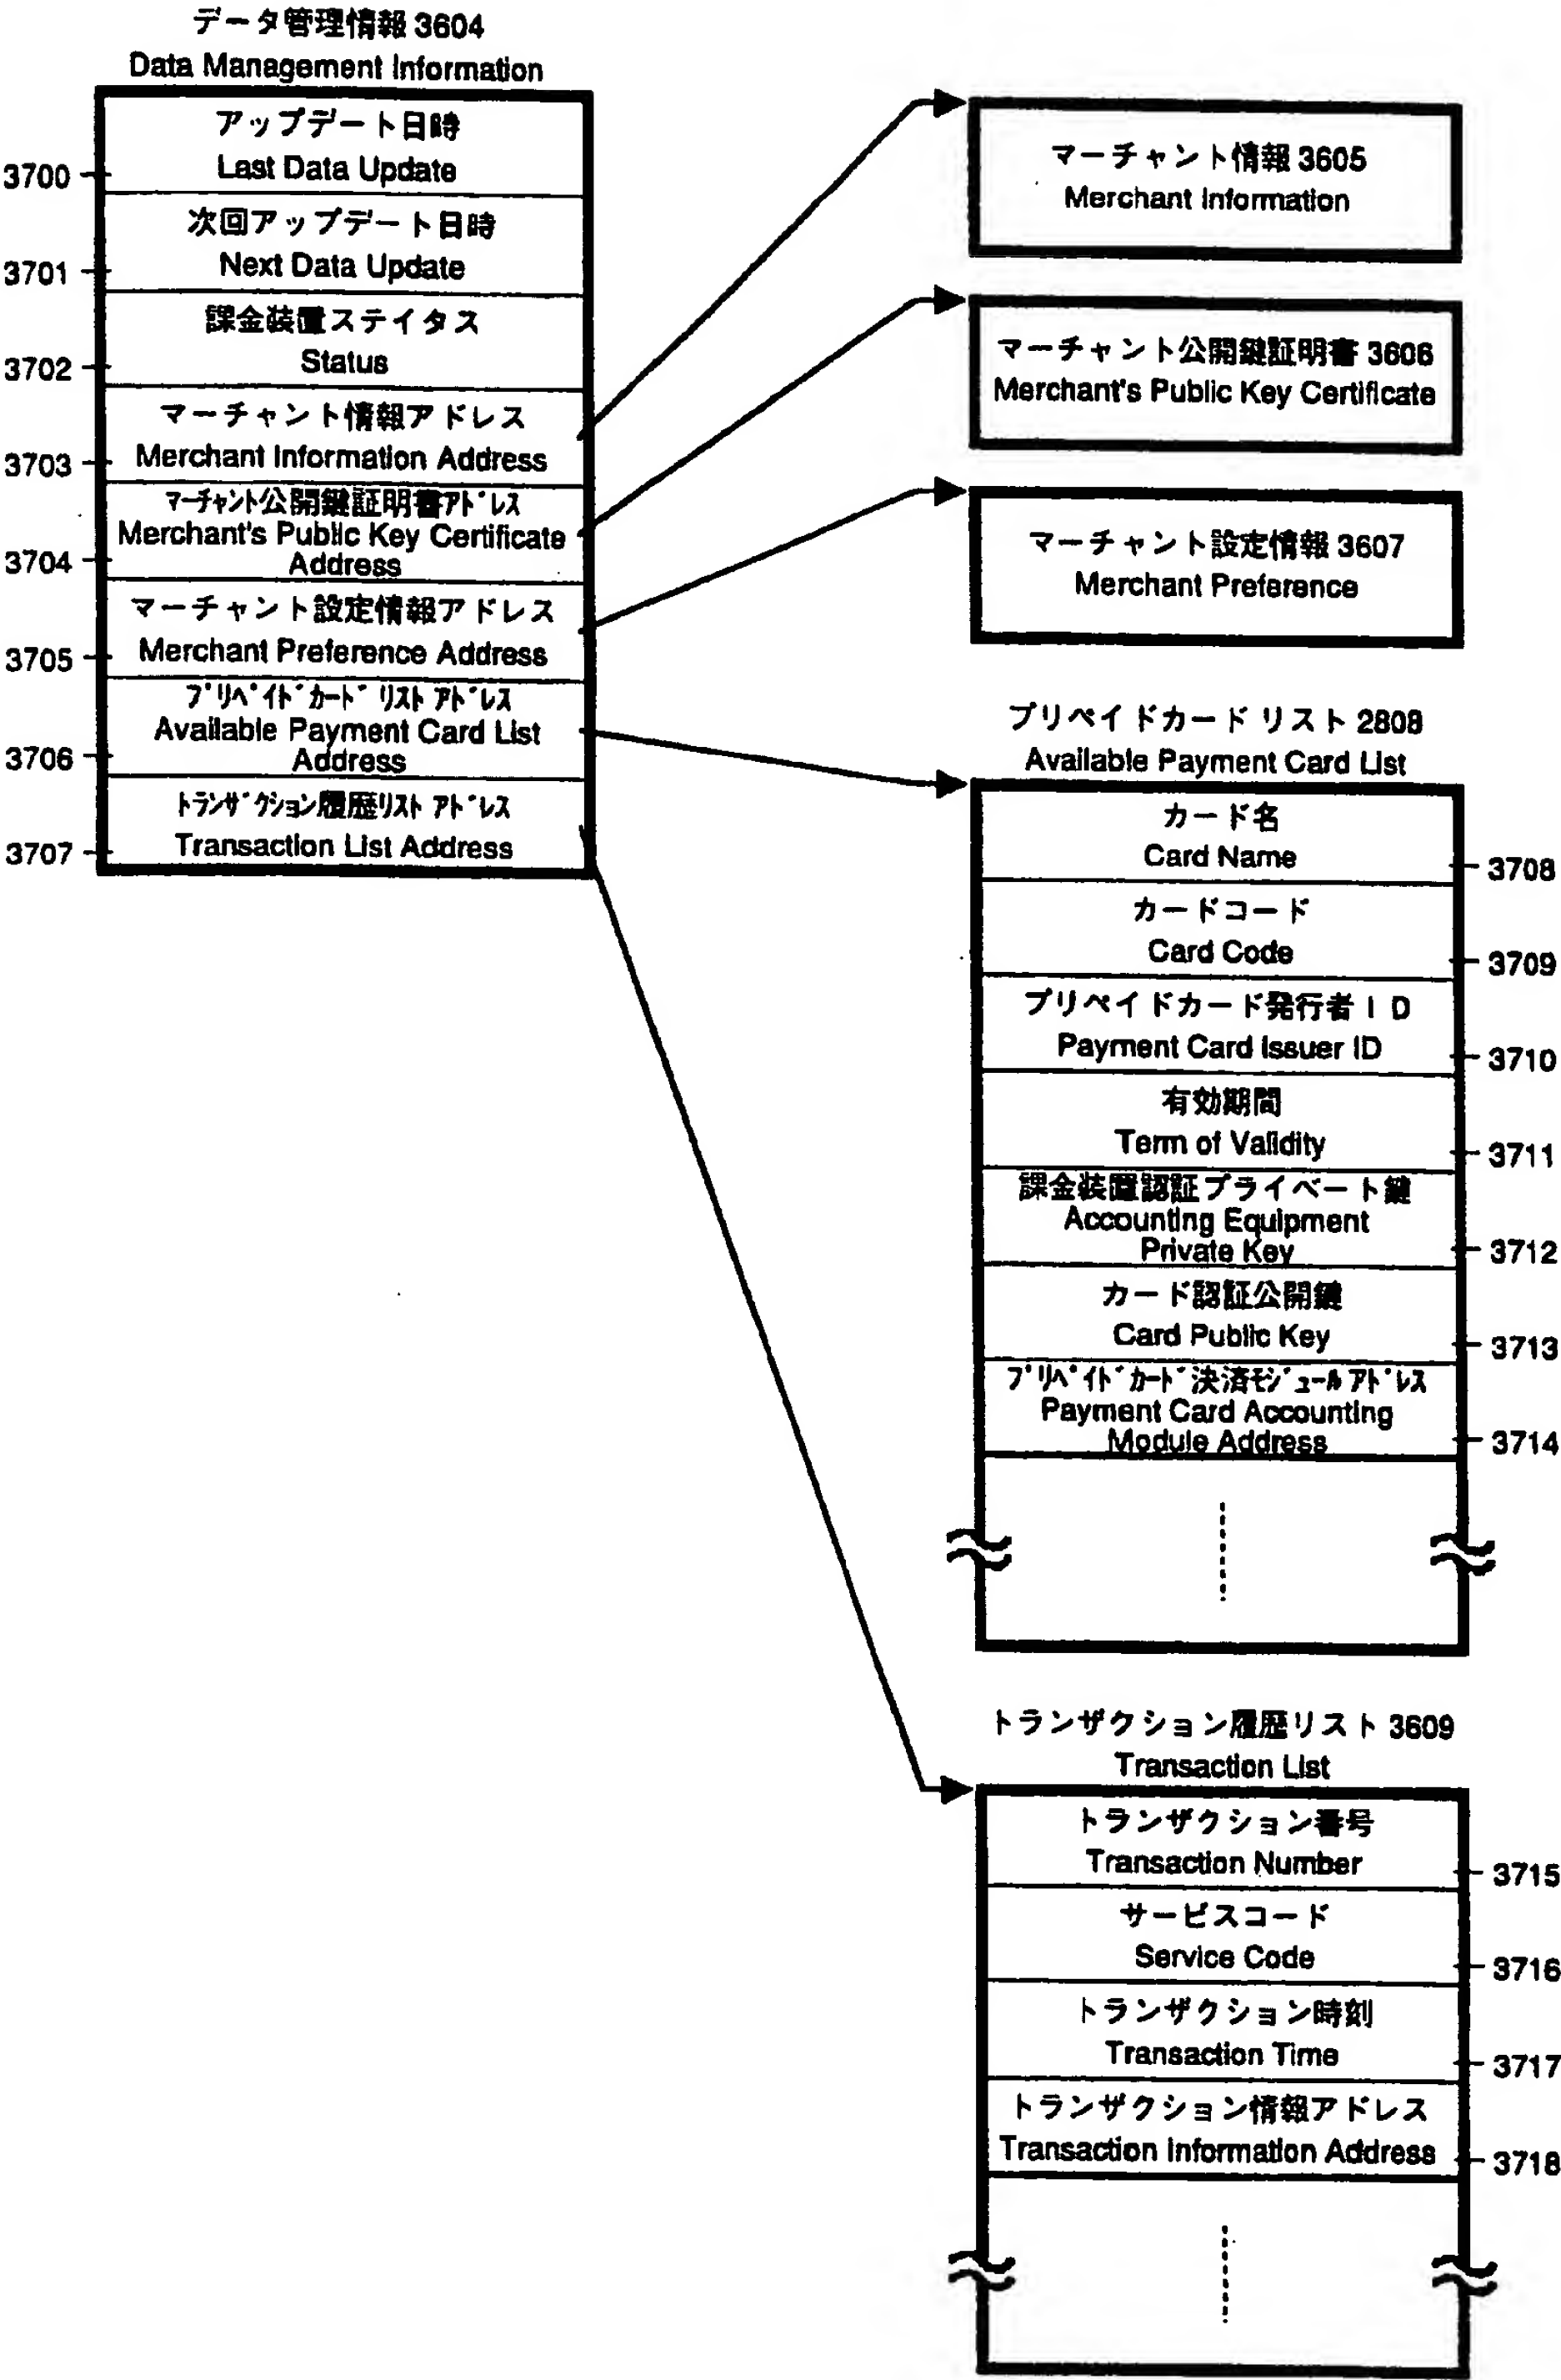 データ管理情報 3604
Data Management Information
アップデート日時
Last Data Update
3700
次回アップデート日時
Next Data Update
3701
課金装置ステイタス
Status
3702
マーチャント情報アドレス
Merchant Information Address
3703
マーチャント公開鍵証明書アドレス
Merchant's Public Key Certificate
Address
3704
マーチャント設定情報アドレス
Merchant Preference Address
3705
プリペイドカードリストアドレス
Available Payment Card List
Address
3706
トランザクション履歴リストアドレス
Transaction List Address
3707
マーチャント情報 3605
Merchant Information
マーチャント公開鍵証明書 3606
Merchant's Public Key Certificate
マーチャント設定情報 3607
Merchant Preference
プリペイドカード リスト 2808
Available Payment Card List
カード名
Card Name
3708
カードコード
Card Code
3709
プリペイドカード発行者ID
Payment Card Issuer ID
3710
有効期間
Term of Validity
3711
課金装置認証プライベート鍵
Accounting Equipment
Private Key
3712
カード認証公開鍵
Card Public Key
3713
プリペイドカード決済モジュールアドレス
Payment Card Accounting
Module Address
3714
トランザクション履歴リスト 3609
Transaction List
トランザクション番号
Transaction Number
3715
サービスコード
Service Code
3716
トランザクション時刻
Transaction Time
3717
トランザクション情報アドレス
Transaction Information Address
3718